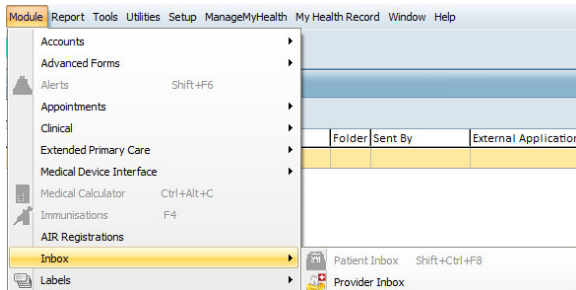 Module Report Tools Utilities Setup ManageMyHealth My Health Record Window Help
Accounts
Advanced Forms
Alerts Shift+F6
Appointments
Clinical
Folder Sent By External Application
Extended Primary Care
Medical Device Interface
Medical Calculator Ctrl+Alt+C
Immunisations F4
AIR Registrations
Inbox
Patient Inbox Shift+Ctrl+F8
Labels
Provider Inbox